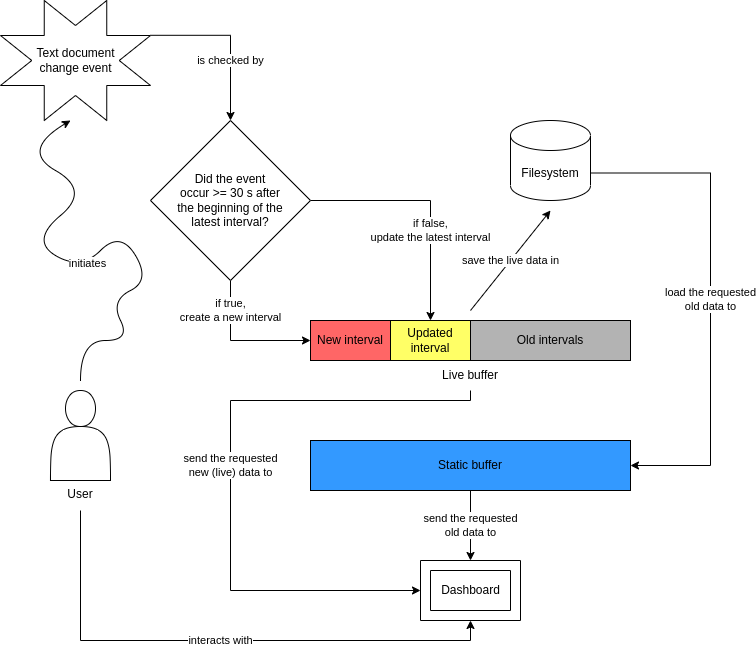 Text document
change event
is checked by
Did the event
occur >= 30 s after
the beginning of the
latest interval?
Filesystem
if false,
update the latest interval
save the live data in
initiates
load the requested
old data to
if true,
create a new interval
New interval
Updated
interval
Old intervals
Live buffer
send the requested
new (live) data to
Static buffer
User
send the requested
old data to
Dashboard
interacts with